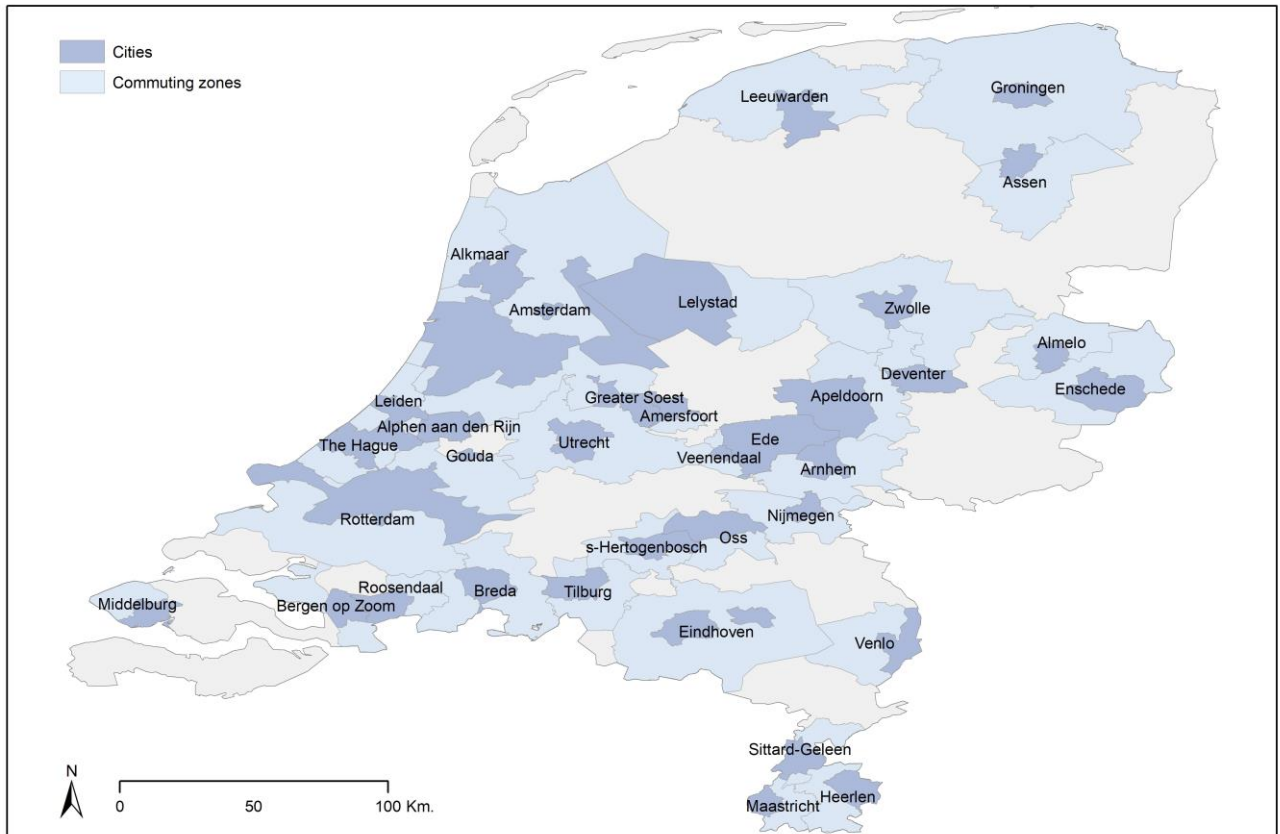 Cities
Commuting zones
Leeuwarden
Groningen
Assen
Alkmaar
Amsterdam
Lelystad
Zwolle
Almelo
Deventer
Enschede
Leiden
Greater Soest
Apeldoorn
Amersfoort
Alphen aan den Rijn
The Hague
Utrecht
Ede
Gouda
Veenendaal
Arnhem
Rotterdam
Nijmegen
Oss
s-Hertogenbosch
Roosendaal
Breda
Tilburg
Middelburg
Bergen op Zoom
Eindhoven
Venlo
Sittard-Geleen
Maastricht
Heerlen
N
0 50 100 Km.